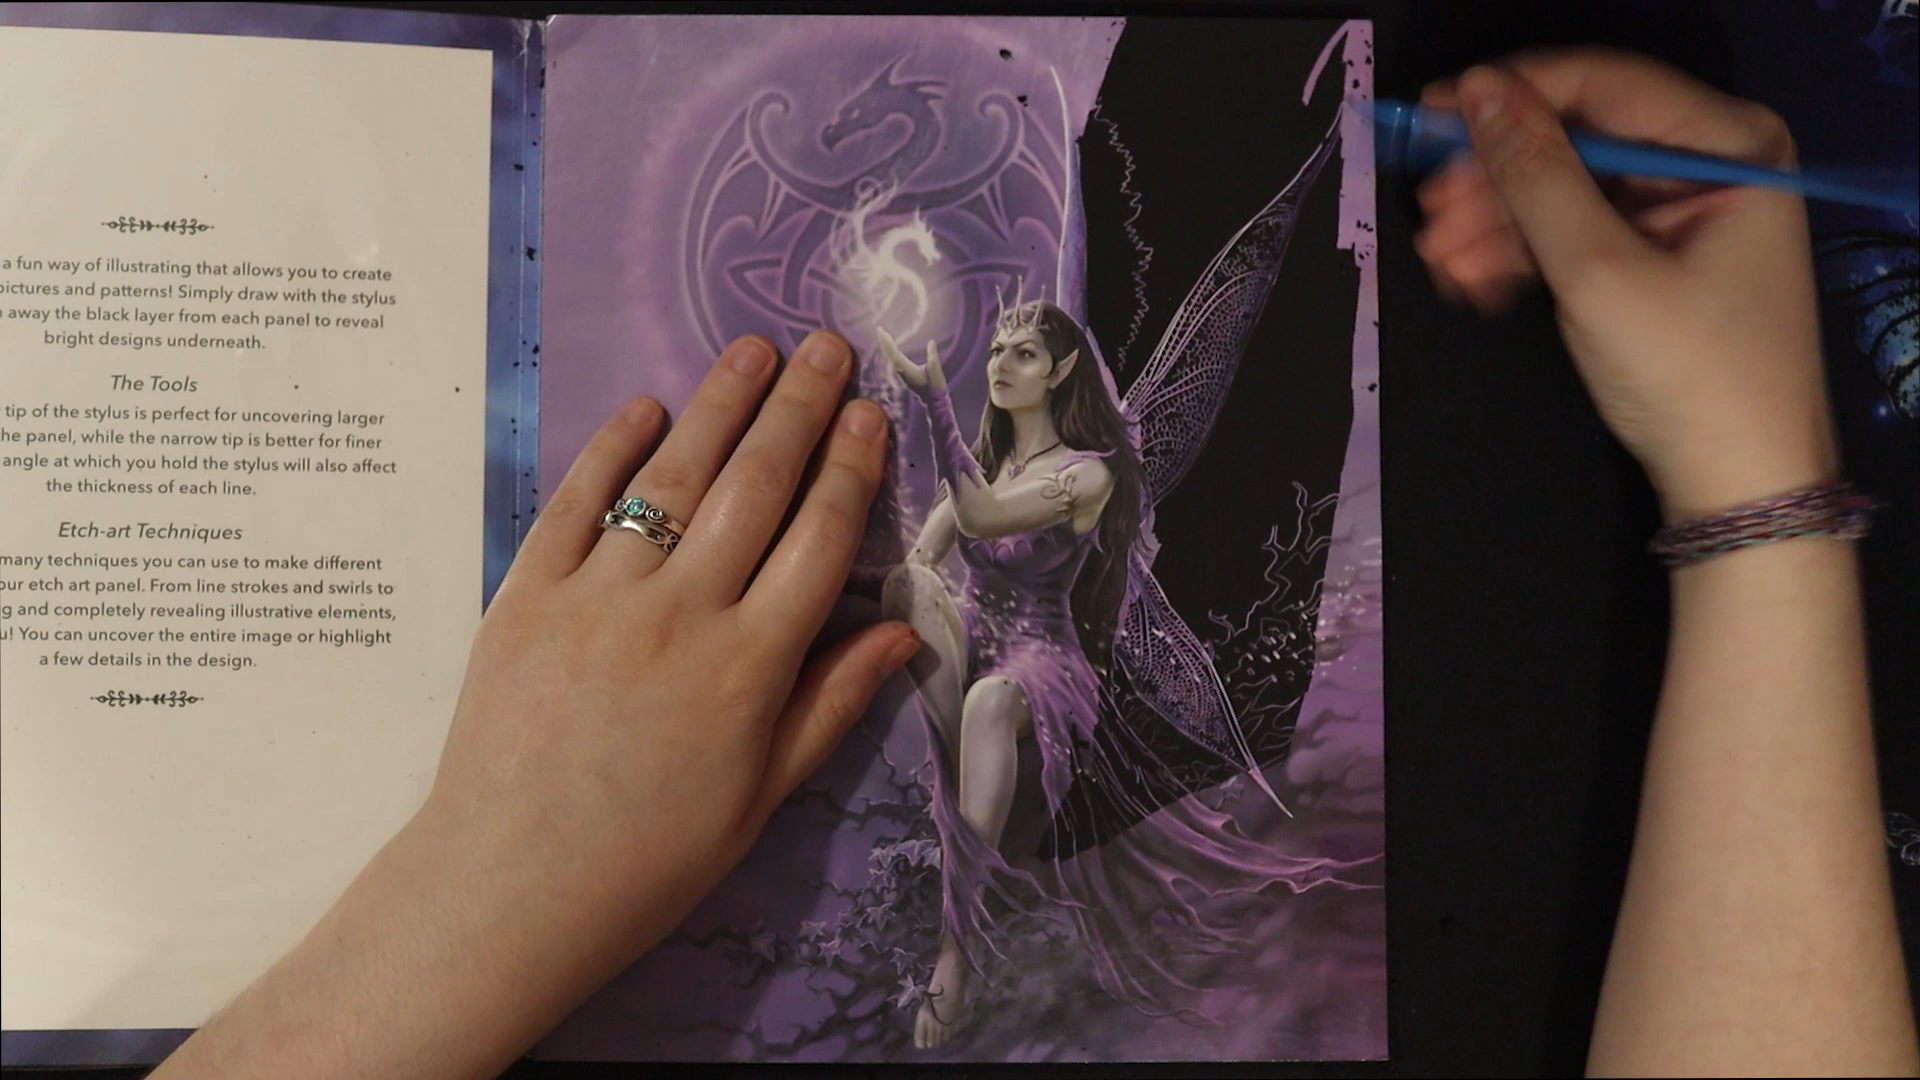 a fun way of illustrating that allows you to create
pictures and patterns! Simply draw with the stylus
away the black layer from each panel to reveal
bright designs underneath.
The Tools
tip of the stylus is perfect for uncovering larger
the panel, while the narrow tip is better for finer
angle at which you hold the stylus will also affect
the thickness of each line.
Etch-art Techniques
many techniques you can use to make different
our etch art panel. From line strokes and swirls to
g and completely revealing illustrative elements,
u! You can uncover the entire image or highlight
a few details in the design.